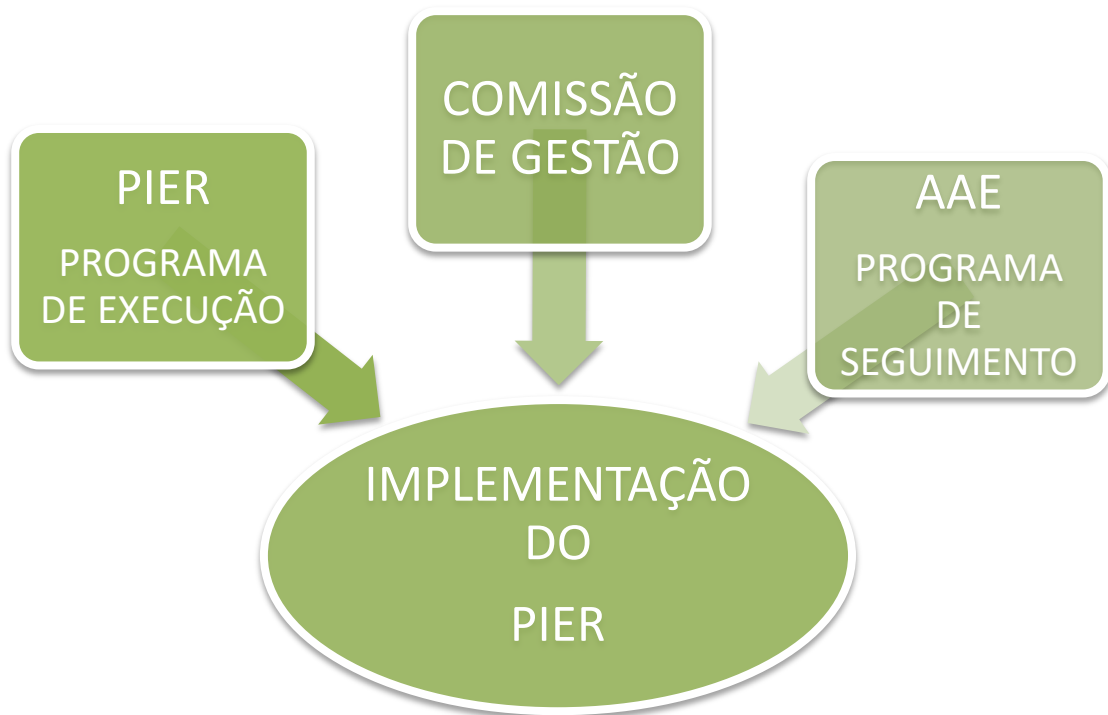 PIER
PROGRAMA
DE EXECUÇÃO
COMISSÃO
DE GESTÃO
AAE
PROGRAMA
DE
SEGUIMENTO
IMPLEMENTAÇÃO
DO
PIER